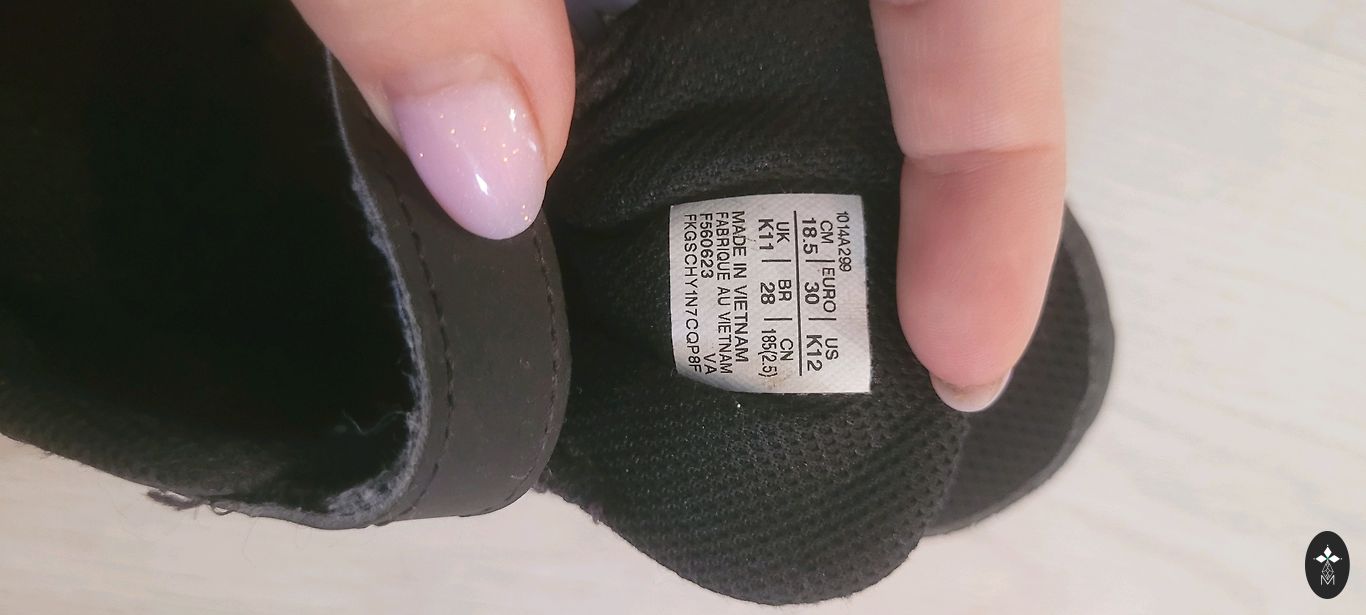 1014A299
CM | EURO | US
18.5 | 30 | K12
UK | BR | CN
K11 | 28 | 185(2.5)
MADE IN VIETNAM
FABRIQUE AU VIETNAM
F560623 VA
FKGSCHY1N7CQP8F
M